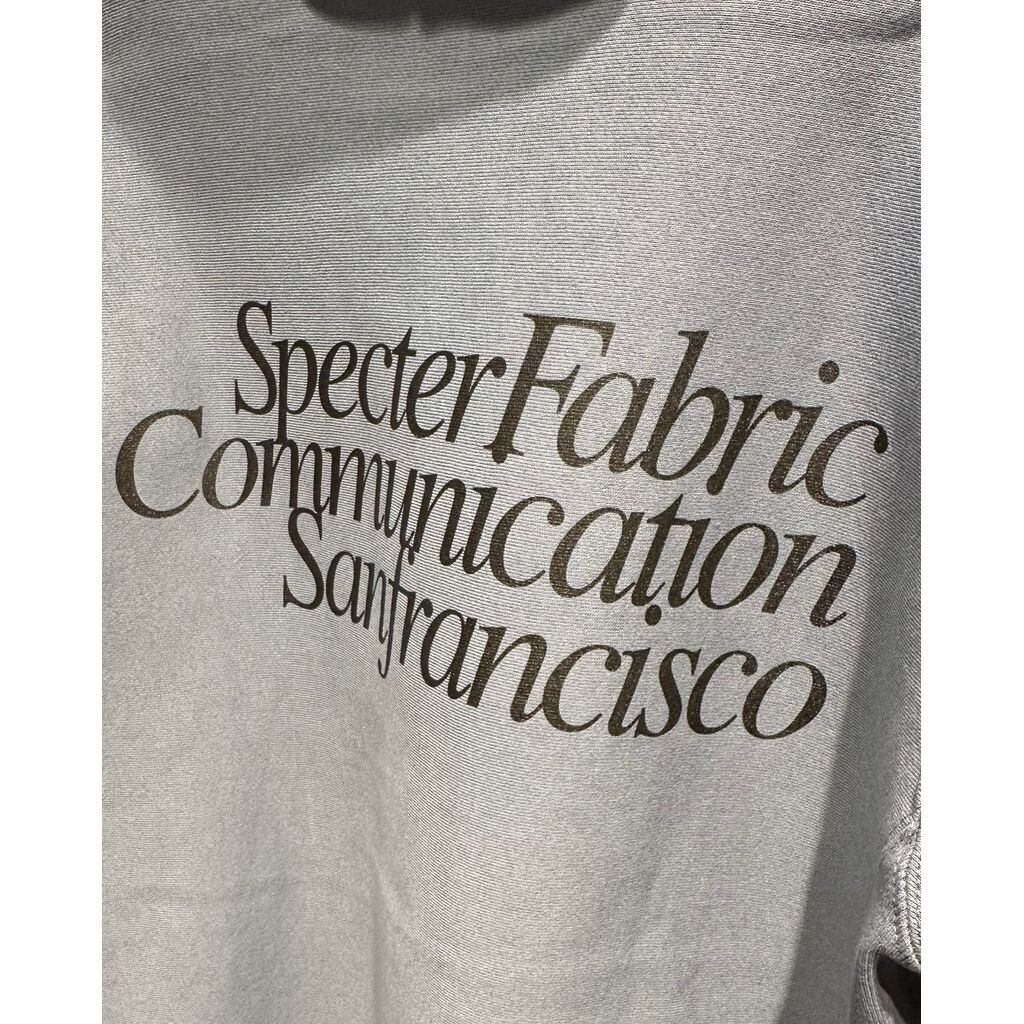 Specter Fabric
Communication
Sanfrancisco